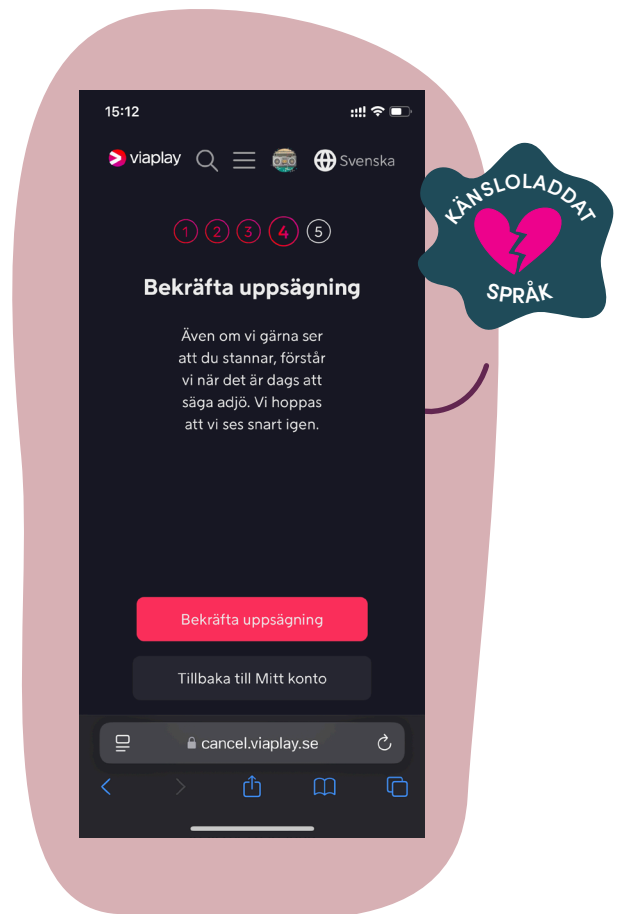 15:12
viaplay
Svenska
1 2 3 4 5
Bekräfta uppsägning
Även om vi gärna ser
att du stannar, förstår
vi när det är dags att
säga adjö. Vi hoppas
att vi ses snart igen.
Bekräfta uppsägning
Tillbaka till Mitt konto
cancel.viaplay.se
KÄNSLOLADDAT
SPRÅK